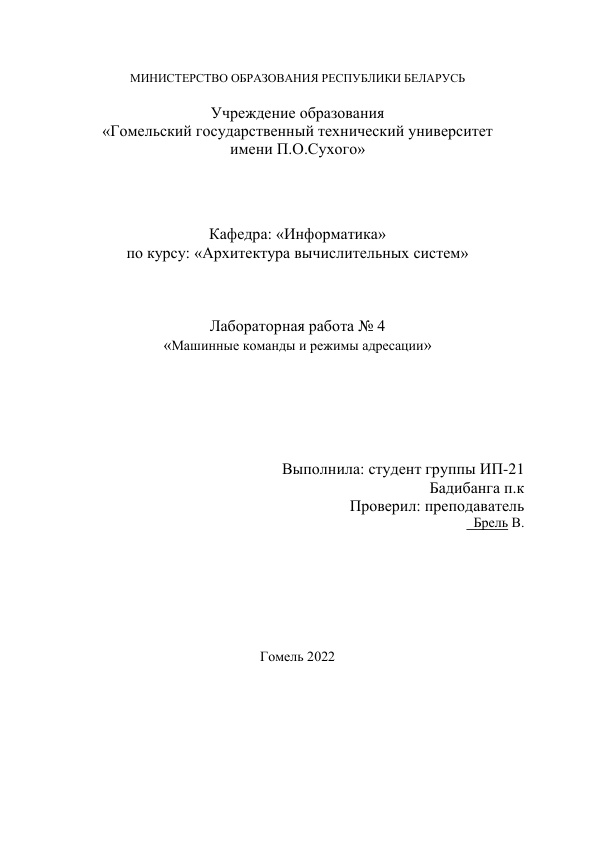 МИНИСТЕРСТВО ОБРАЗОВАНИЯ РЕСПУБЛИКИ БЕЛАРУСЬ
Учреждение образования
«Гомельский государственный технический университет
имени П.О.Сухого»
Кафедра: «Информатика»
по курсу: «Архитектура вычислительных систем»
Лабораторная работа № 4
«Машинные команды и режимы адресации»
Выполнила: студент группы ИП-21
Бадибанга п.к
Проверил: преподаватель
Брель В.
Гомель 2022